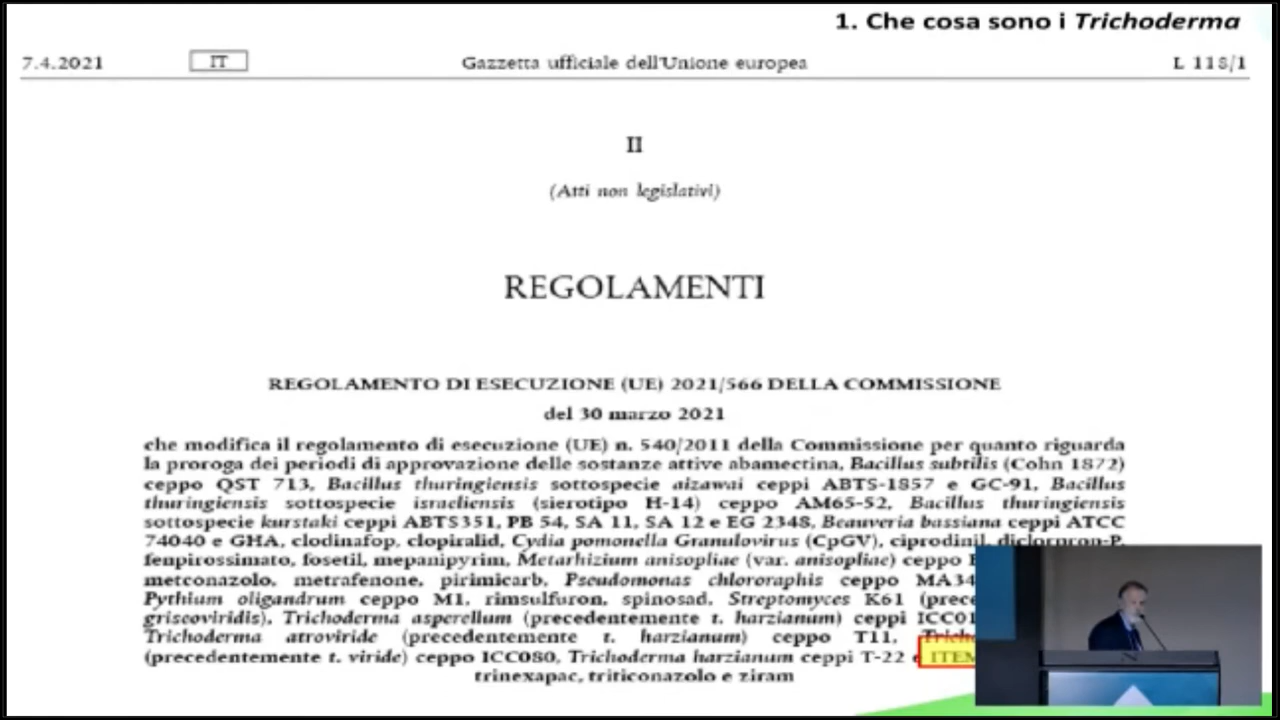 1. Che cosa sono i Trichoderma
7.4.2021 IT Gazzetta ufficiale dell'Unione europea L 118/1
II
(Atti non legislativi)
REGOLAMENTI
REGOLAMENTO DI ESECUZIONE (UE) 2021/566 DELLA COMMISSIONE
del 30 marzo 2021
che modifica il regolamento di esecuzione (UE) n. 540/2011 della Commissione per quanto riguarda
la proroga dei periodi di approvazione delle sostanze attive abamectina, Bacillus subtilis (Cohn 1872)
ceppo QST 713, Bacillus thuringiensis sottospecie aizawai ceppi ABTS-1857 e GC-91, Bacillus
thuringiensis sottospecie israeliensis (sierotipo H-14) ceppo AM65-52, Bacillus thuringiensis
sottospecie kurstaki ceppi ABTS351, PB 54, SA 11, SA 12 e EG 2348, Beauveria bassiana ceppi ATCC
74040 e GHA, clodinafop, clopiralid, Cydia pomonella Granulovirus (CpGV), ciprodinil, diclorprop-P,
fenpirossimato, fosetil, mepanipyrim, Metarhizium anisopliae (var. anisopliae) ceppo
metconazolo, metrafenone, pirimicarb, Pseudomonas chlororaphis ceppo MA34
Pythium oligandrum ceppo M1, rimsulfuron, spinosad, Streptomyces K61 (prece
griseoviridis), Trichoderma asperellum (precedentemente t. harzianum) ceppi ICC01
Trichoderma atroviride (precedentemente t. harzianum) ceppo T11,
(precedentemente t. viride) ceppo ICC080, Trichoderma harzianum ceppi T-22 e ITEM
trinexapac, triticonazolo e ziram